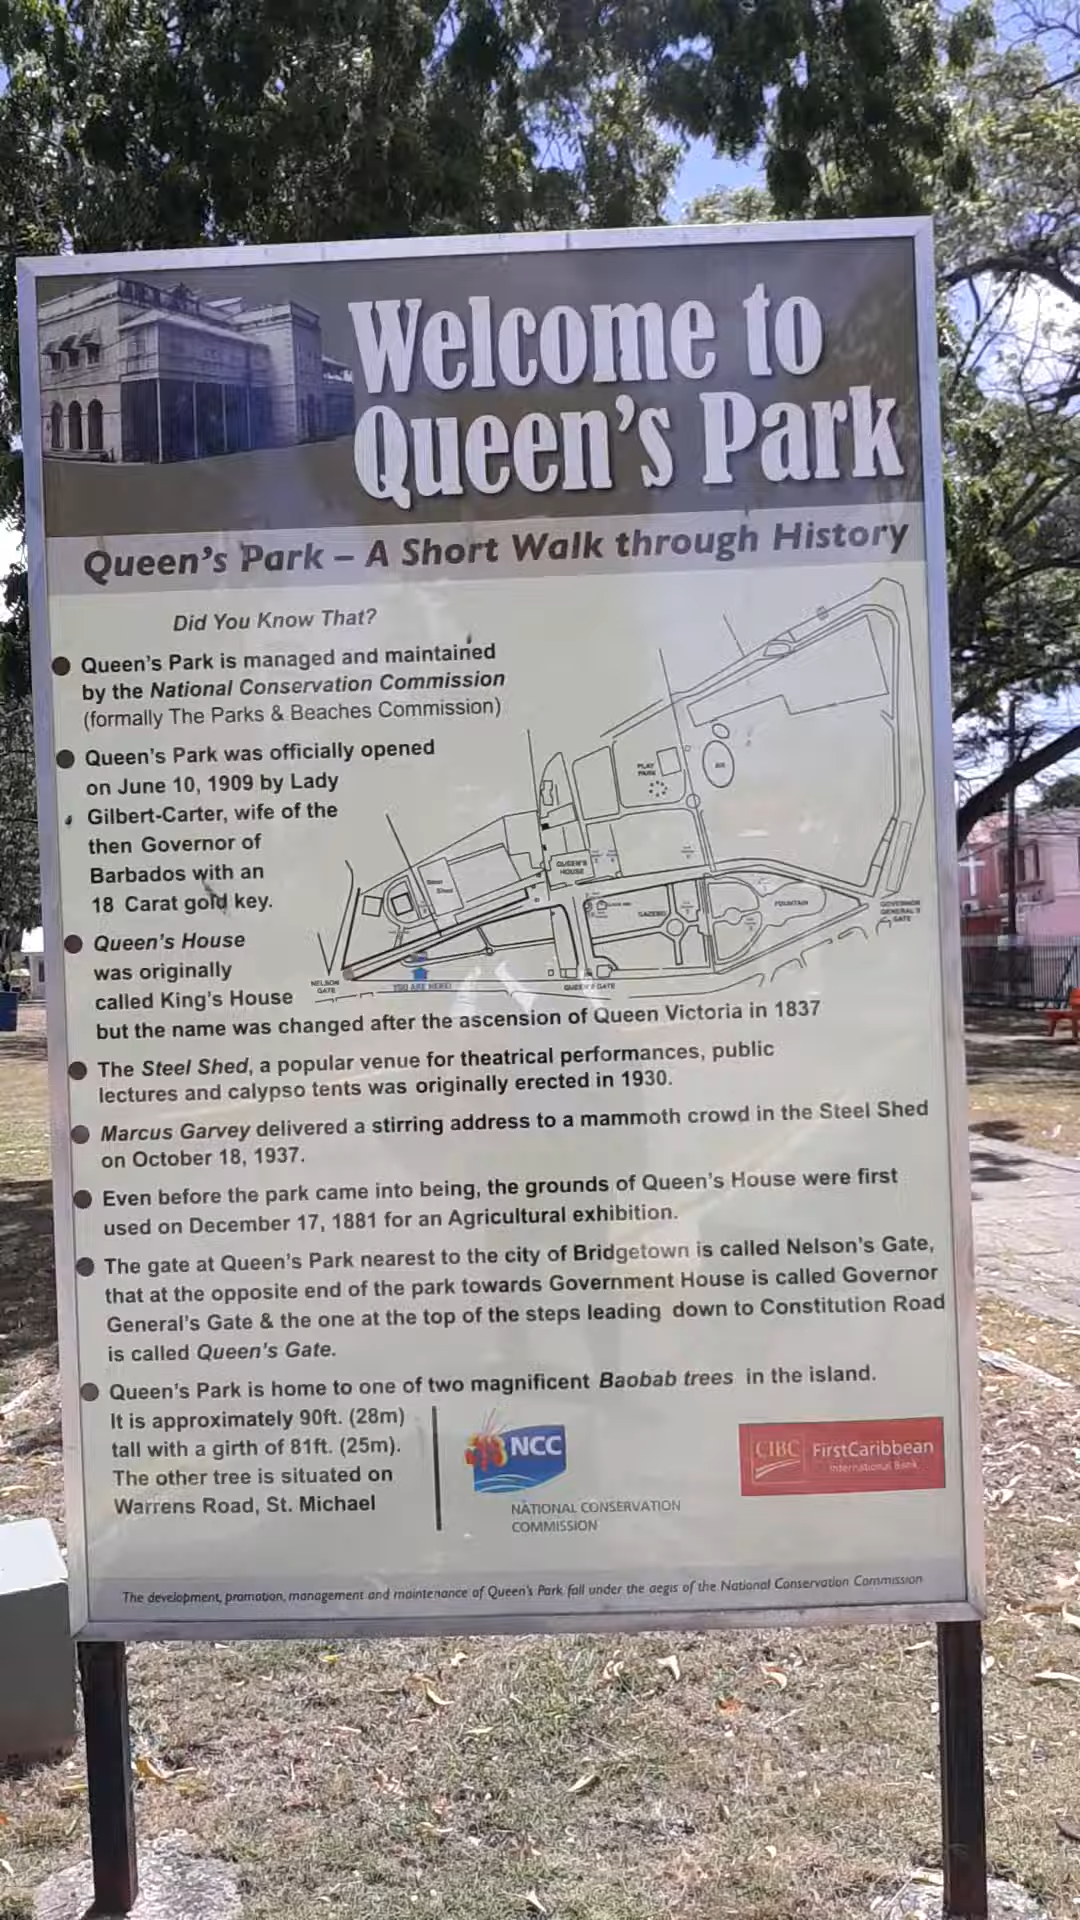 Welcome to
Queen's Park
Queen's Park – A Short Walk through History
Did You Know That?
Queen's Park is managed and maintained
by the National Conservation Commission
(formally The Parks & Beaches Commission)
Queen's Park was officially opened
on June 10, 1909 by Lady
Gilbert-Carter, wife of the
then Governor of
Barbados with an
18 Carat gold key.
Queen's House
was originally
called King's House
but the name was changed after the ascension of Queen Victoria in 1837
PLAY
PARK
QUEEN'S
HOUSE
Steel
Shed
GAZEBO
FOUNTAIN
GOVERNOR
GENERAL'S
GATE
NELSON
GATE
YOU ARE HERE!
QUEEN'S GATE
The Steel Shed, a popular venue for theatrical performances, public
lectures and calypso tents was originally erected in 1930.
Marcus Garvey delivered a stirring address to a mammoth crowd in the Steel Shed
on October 18, 1937.
Even before the park came into being, the grounds of Queen's House were first
used on December 17, 1881 for an Agricultural exhibition.
The gate at Queen's Park nearest to the city of Bridgetown is called Nelson's Gate,
that at the opposite end of the park towards Government House is called Governor
General's Gate & the one at the top of the steps leading down to Constitution Road
is called Queen's Gate.
Queen's Park is home to one of two magnificent Baobab trees in the island.
It is approximately 90ft. (28m)
tall with a girth of 81ft. (25m).
The other tree is situated on
Warrens Road, St. Michael
NCC
NATIONAL CONSERVATION
COMMISSION
CIBC FirstCaribbean
International Bank
The development, promotion, management and maintenance of Queen's Park fall under the aegis of the National Conservation Commission